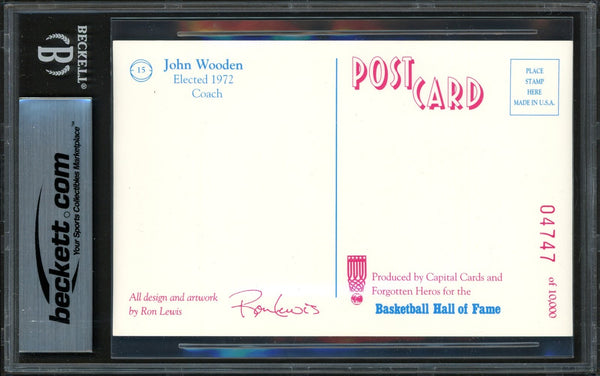 BECKETT®
B
beckett.com
Your Sports Collectibles Marketplace™
15
John Wooden
Elected 1972
Coach
POST
CARD
PLACE
STAMP
HERE
MADE IN U.S.A.
04747 of 10,000
Produced by Capital Cards and
Forgotten Heros for the
Basketball Hall of Fame
All design and artwork
by Ron Lewis
Ron Lewis